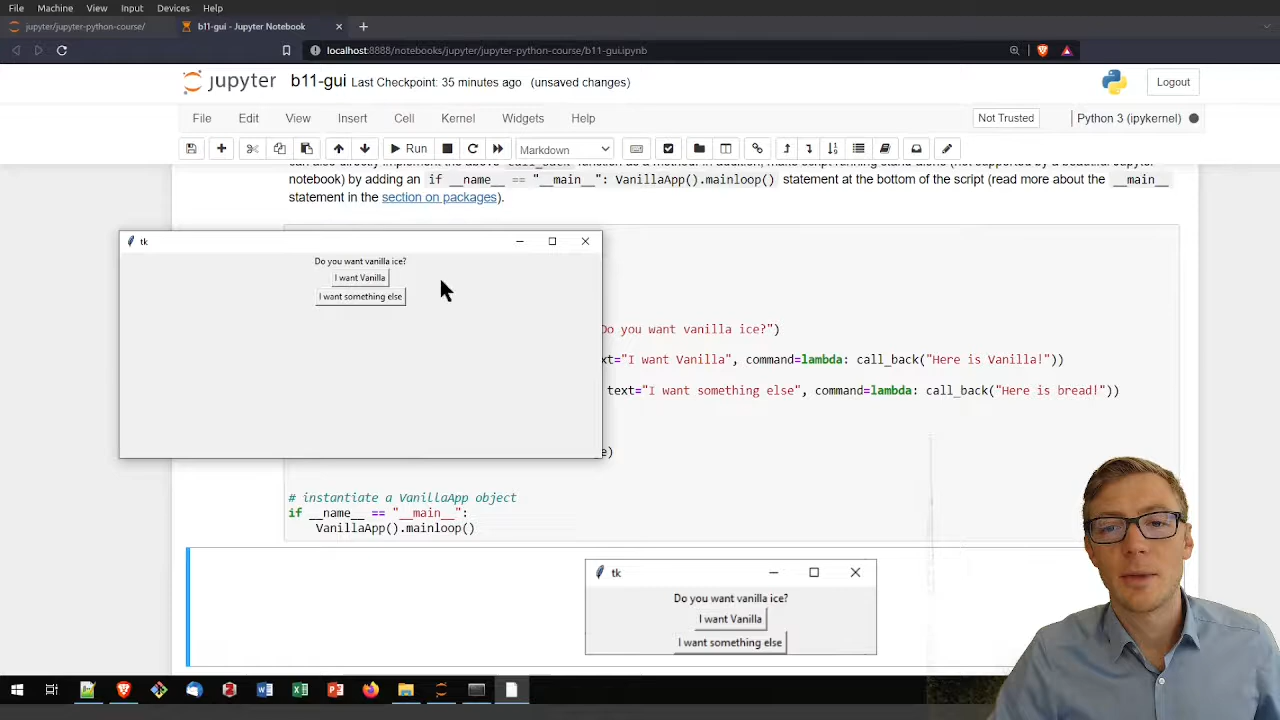 File Machine View Input Devices Help
jupyter/jupyter-python-course/ b11-gui - Jupyter Notebook
localhost:8888/notebooks/jupyter/jupyter-python-course/b11-gui.ipynb
jupyter b11-gui Last Checkpoint: 35 minutes ago (unsaved changes) Logout
File Edit View Insert Cell Kernel Widgets Help Not Trusted Python 3 (ipykernel)
Run Markdown
notebook) by adding an if __name__ == "__main__": VanillaApp().mainloop() statement at the bottom of the script (read more about the __main__
statement in the section on packages).
tk
Do you want vanilla ice?
I want Vanilla
I want something else
Do you want vanilla ice?")
xt="I want Vanilla", command=lambda: call_back("Here is Vanilla!"))
text="I want something else", command=lambda: call_back("Here is bread!"))
e)
# instantiate a VanillaApp object
if __name__ == "__main__":
VanillaApp().mainloop()
tk
Do you want vanilla ice?
I want Vanilla
I want something else